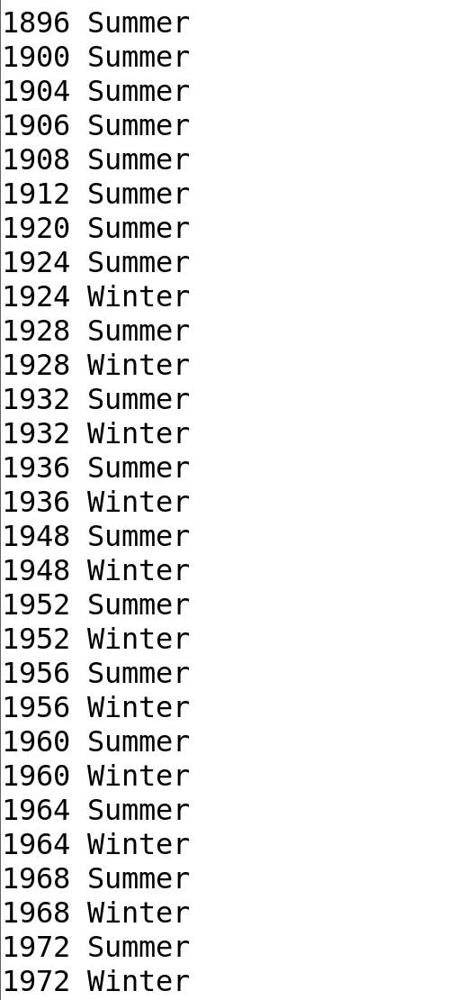 1896 Summer
1900 Summer
1904 Summer
1906 Summer
1908 Summer
1912 Summer
1920 Summer
1924 Summer
1924 Winter
1928 Summer
1928 Winter
1932 Summer
1932 Winter
1936 Summer
1936 Winter
1948 Summer
1948 Winter
1952 Summer
1952 Winter
1956 Summer
1956 Winter
1960 Summer
1960 Winter
1964 Summer
1964 Winter
1968 Summer
1968 Winter
1972 Summer
1972 Winter